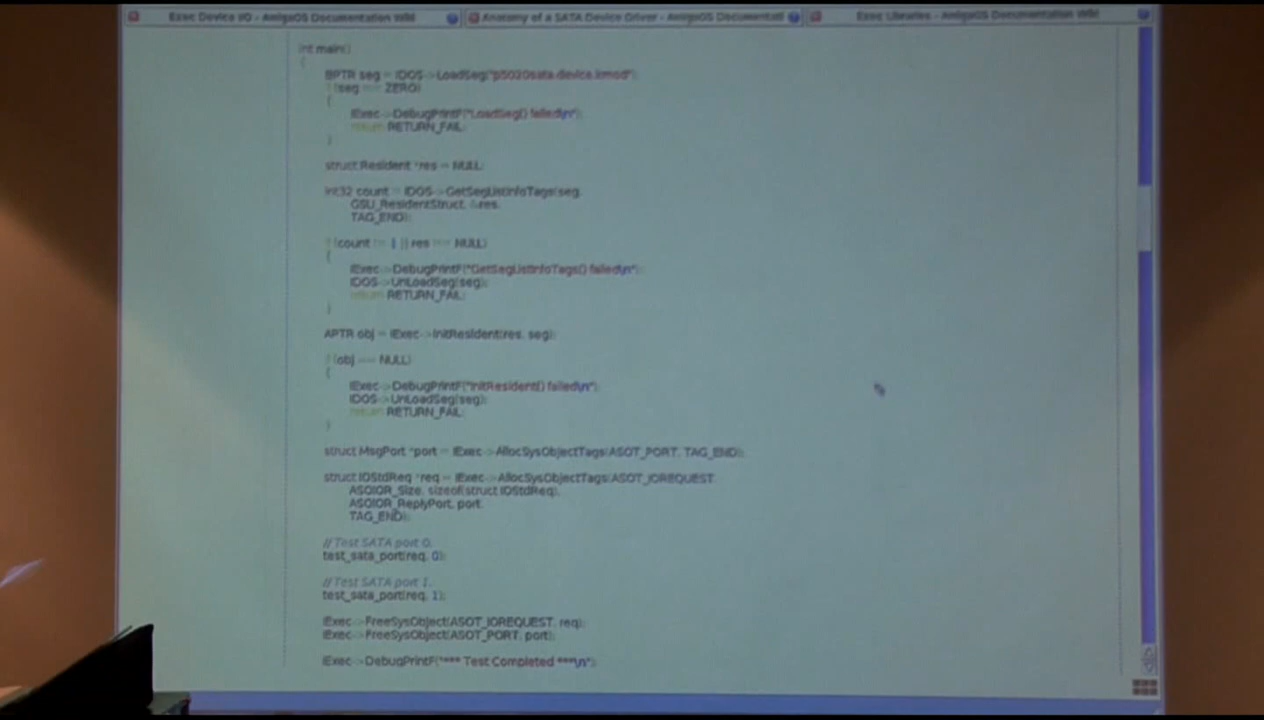 Exec Device I/O - AmigaOS Documentation Wiki
Anatomy of a SATA Device Driver - AmigaOS Documentati
Exec Libraries - AmigaOS Documentation Wiki
int main()
{
BPTR seg = IDOS->LoadSeg("p5020sata.device.kmod");
if (seg == ZERO)
{
IExec->DebugPrintF("LoadSeg() failed\n");
return RETURN_FAIL;
}
struct Resident *res = NULL;
int32 count = IDOS->GetSegListInfoTags(seg,
GSLI_ResidentStruct, &res,
TAG_END);
if (count != 1 || res == NULL)
{
IExec->DebugPrintF("GetSegListInfoTags() failed\n");
IDOS->UnLoadSeg(seg);
return RETURN_FAIL;
}
APTR obj = IExec->InitResident(res, seg);
if (obj == NULL)
{
IExec->DebugPrintF("InitResident() failed\n");
IDOS->UnLoadSeg(seg);
return RETURN_FAIL;
}
struct MsgPort *port = IExec->AllocSysObjectTags(ASOT_PORT, TAG_END);
struct IOStdReq *req = IExec->AllocSysObjectTags(ASOT_IOREQUEST,
ASOIOR_Size, sizeof(struct IOStdReq),
ASOIOR_ReplyPort, port,
TAG_END);
// Test SATA port 0.
test_sata_port(req, 0);
// Test SATA port 1.
test_sata_port(req, 1);
IExec->FreeSysObject(ASOT_IOREQUEST, req);
IExec->FreeSysObject(ASOT_PORT, port);
IExec->DebugPrintF("*** Test Completed ***\n");